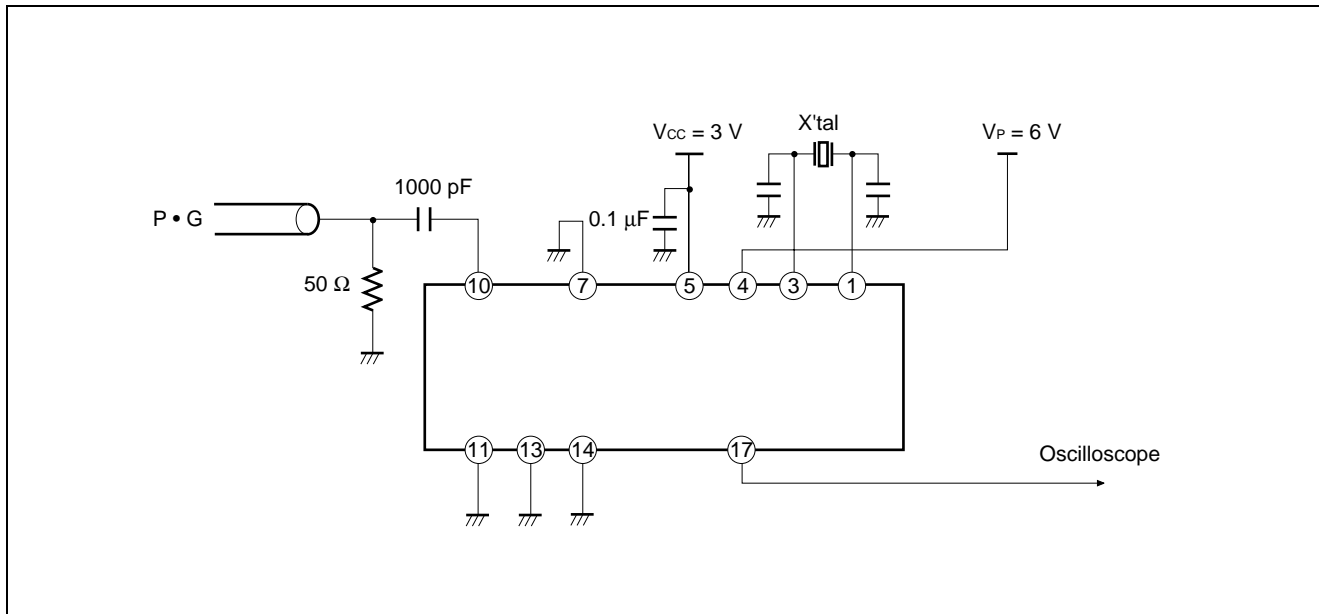 X'tal
VCC = 3 V
VP = 6 V
1000 pF
P • G
0.1 μF
50 Ω
10 7 5 4 3 1
11 13 14 17
Oscilloscope